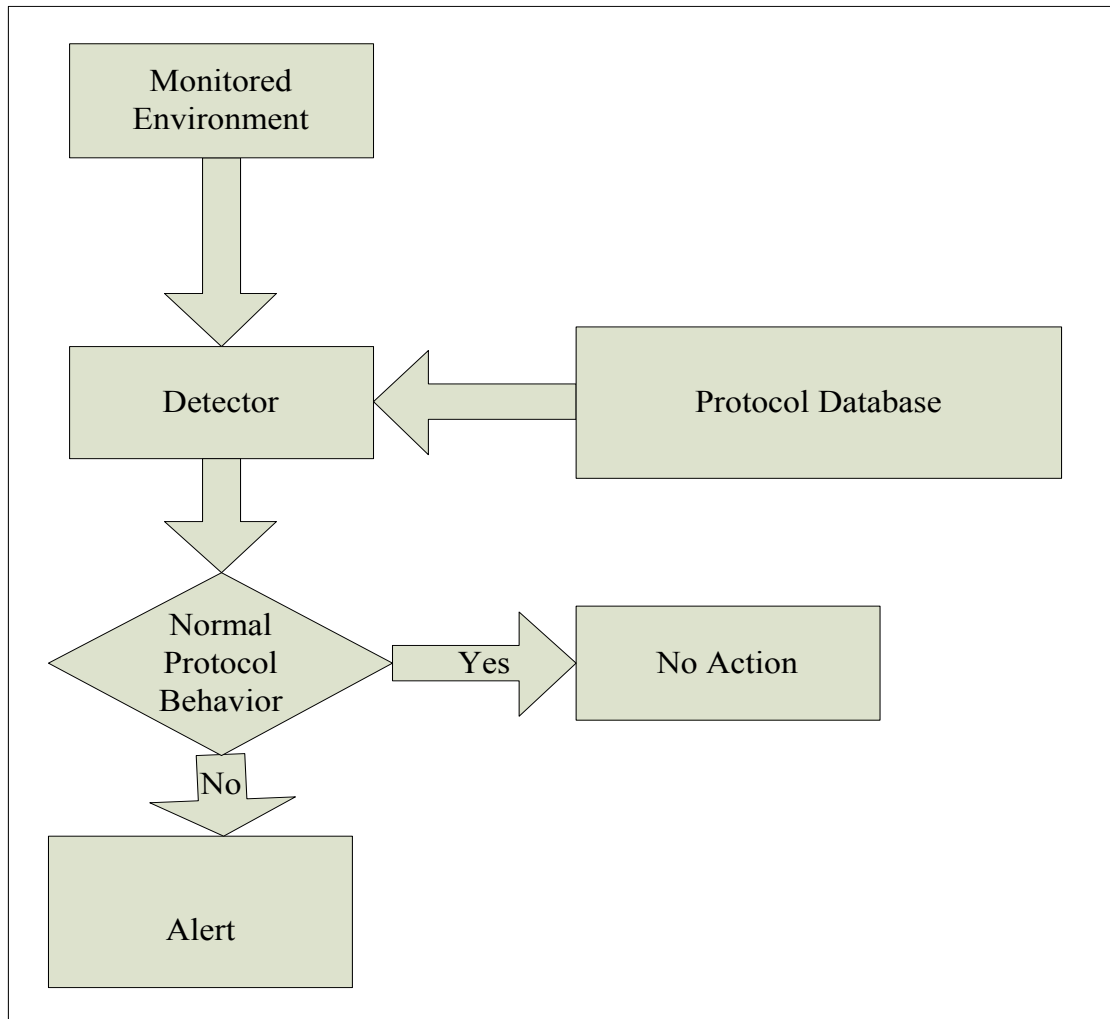 Monitored
Environment
Detector
Protocol Database
Normal
Protocol
Behavior
Yes
No Action
No
Alert